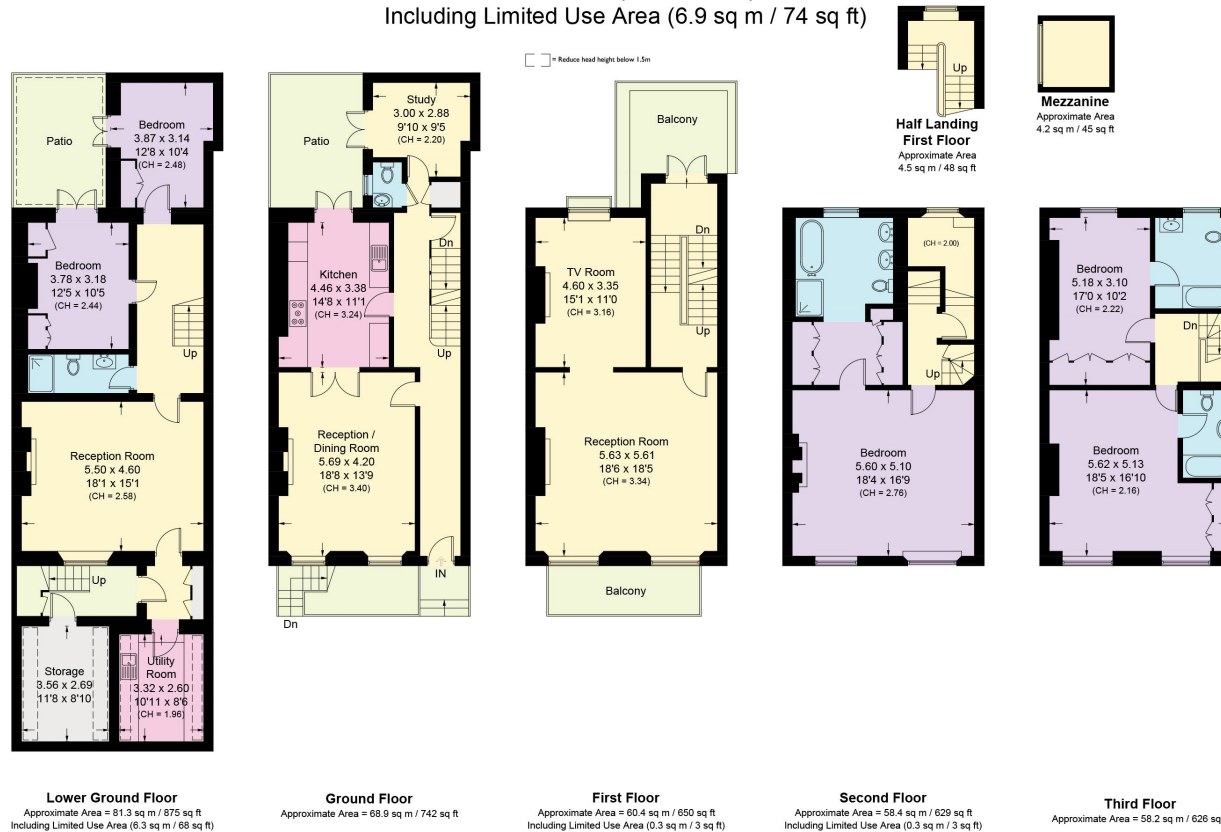 Including Limited Use Area (6.9 sq m / 74 sq ft)
= Reduce head height below 1.5m
Up
Half Landing
First Floor
Approximate Area
4.5 sq m / 48 sq ft
Mezzanine
Approximate Area
4.2 sq m / 45 sq ft
Patio
Bedroom
3.87 x 3.14
12'8 x 10'4
(CH = 2.48)
Bedroom
3.78 x 3.18
12'5 x 10'5
(CH = 2.44)
Up
Reception Room
5.50 x 4.60
18'1 x 15'1
(CH = 2.58)
Up
Storage
3.56 x 2.69
11'8 x 8'10
Utility
Room
3.32 x 2.60
10'11 x 8'6
(CH = 1.96)
Lower Ground Floor
Approximate Area = 81.3 sq m / 875 sq ft
Including Limited Use Area (6.3 sq m / 68 sq ft)
Patio
Study
3.00 x 2.88
9'10 x 9'5
(CH = 2.20)
Dn
Kitchen
4.46 x 3.38
14'8 x 11'1
(CH = 3.24)
Up
Reception /
Dining Room
5.69 x 4.20
18'8 x 13'9
(CH = 3.40)
IN
Dn
Ground Floor
Approximate Area = 68.9 sq m / 742 sq ft
Balcony
Dn
TV Room
4.60 x 3.35
15'1 x 11'0
(CH = 3.16)
Up
Reception Room
5.63 x 5.61
18'6 x 18'5
(CH = 3.34)
Balcony
First Floor
Approximate Area = 60.4 sq m / 650 sq ft
Including Limited Use Area (0.3 sq m / 3 sq ft)
(CH = 2.00)
Up
Bedroom
5.60 x 5.10
18'4 x 16'9
(CH = 2.76)
Second Floor
Approximate Area = 58.4 sq m / 629 sq ft
Including Limited Use Area (0.3 sq m / 3 sq ft)
Bedroom
5.18 x 3.10
17'0 x 10'2
(CH = 2.22)
Dn
Bedroom
5.62 x 5.13
18'5 x 16'10
(CH = 2.16)
Third Floor
Approximate Area = 58.2 sq m / 626 sq